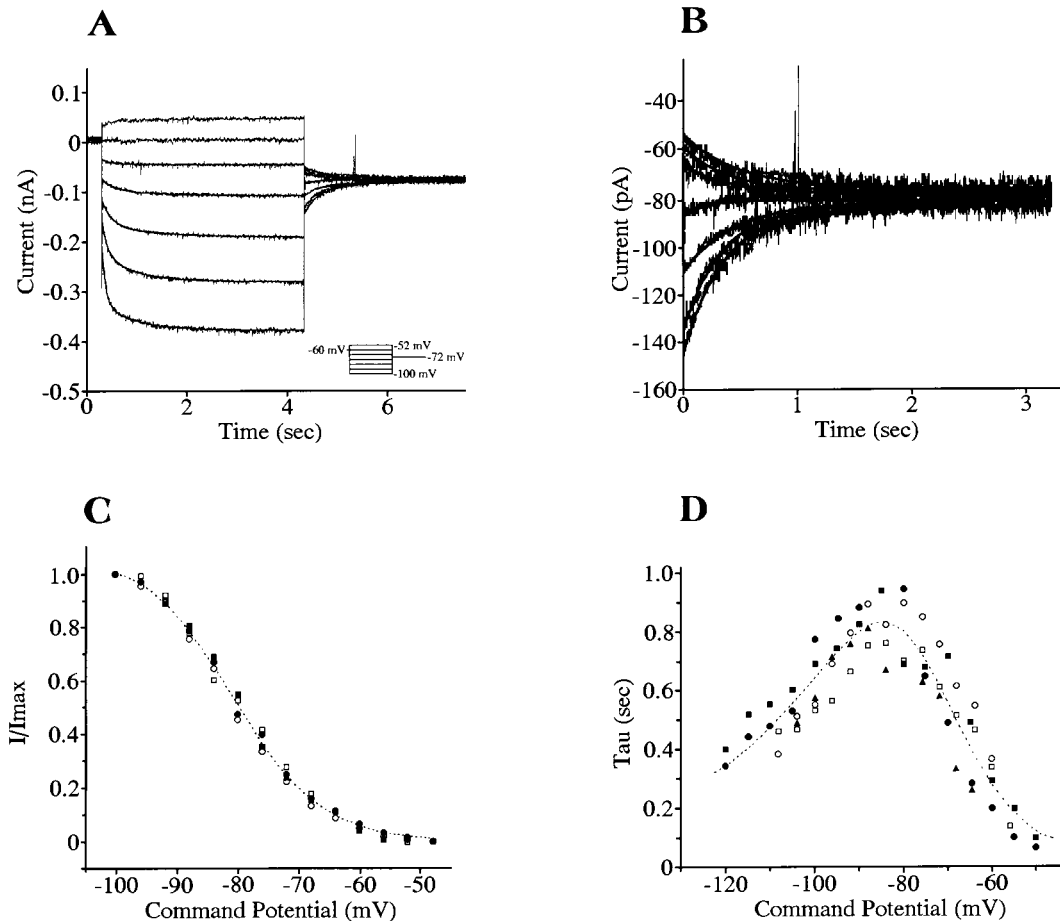 A
0.1
0
-0.1
-0.2
-0.3
-0.4
-0.5
Current (nA)
0 2 4 6
Time (sec)
-60 mV
-52 mV
-72 mV
-100 mV
B
-40
-60
-80
-100
-120
-140
-160
Current (pA)
0 1 2 3
Time (sec)
C
1.0
0.8
0.6
0.4
0.2
0
I/Imax
-100 -90 -80 -70 -60 -50
Command Potential (mV)
D
1.0
0.8
0.6
0.4
0.2
0
Tau (sec)
-120 -100 -80 -60
Command Potential (mV)